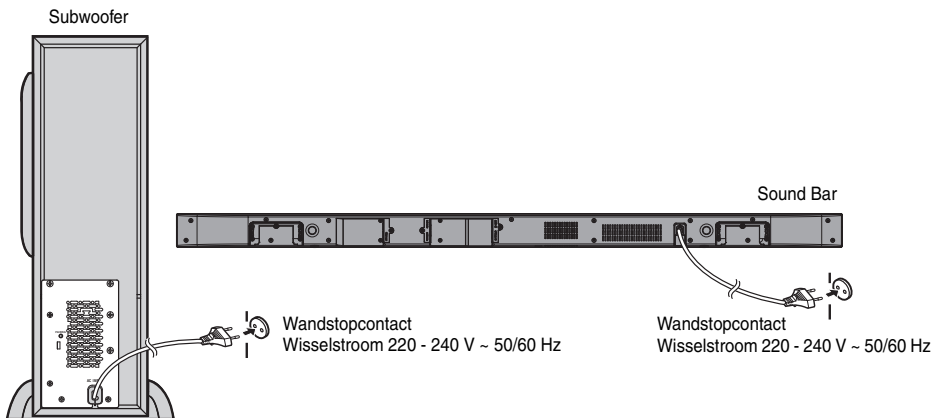 Subwoofer
Sound Bar
Wandstopcontact
Wisselstroom 220 - 240 V ~ 50/60 Hz
Wandstopcontact
Wisselstroom 220 - 240 V ~ 50/60 Hz